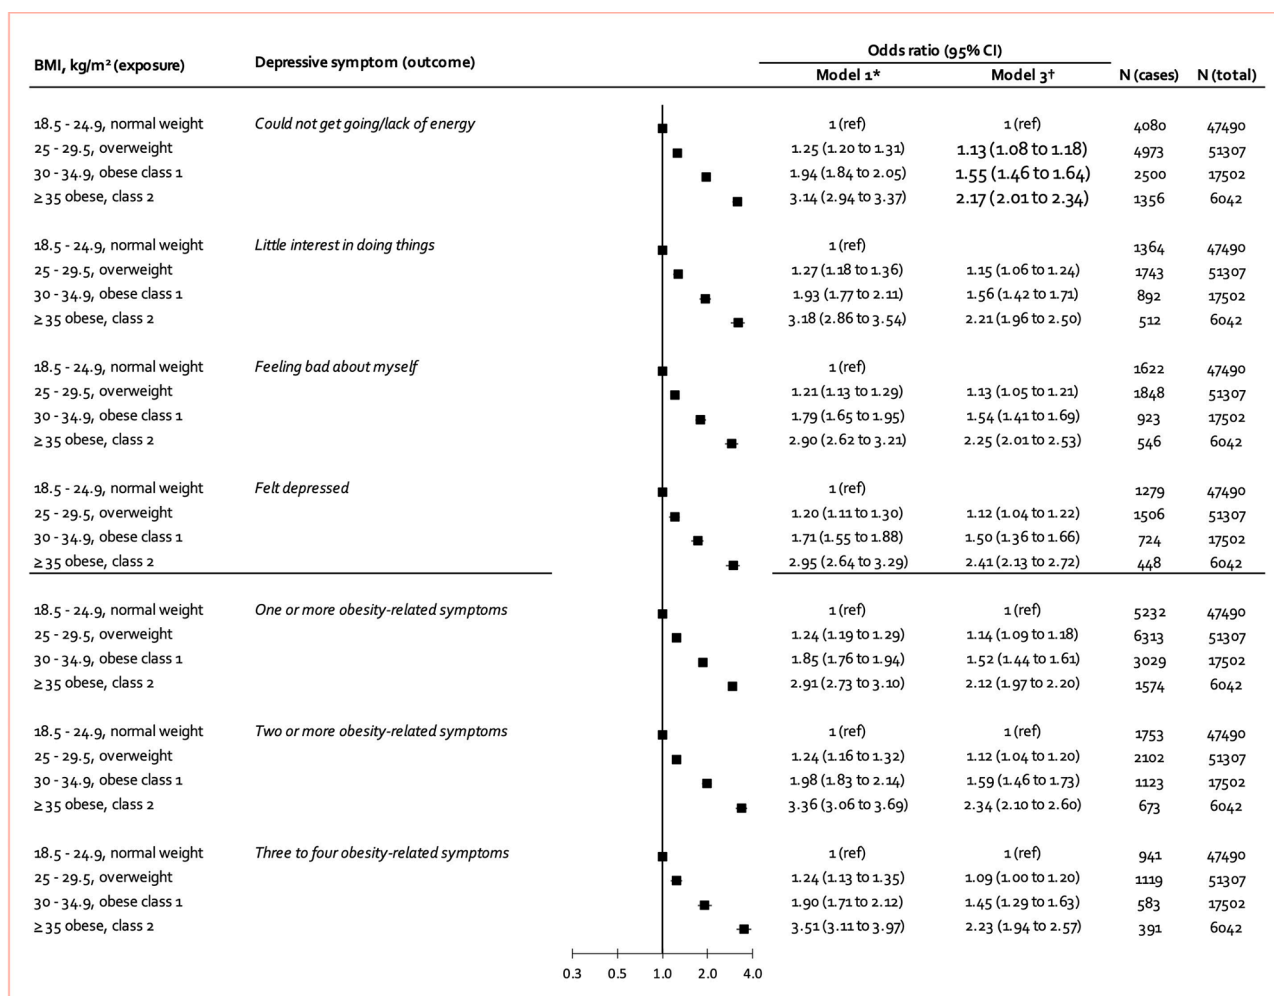 Odds ratio (95% CI)
BMI, kg/m² (exposure) Depressive symptom (outcome) Model 1* Model 3† N (cases) N (total)
18.5 - 24.9, normal weight Could not get going/lack of energy 1 (ref) 1 (ref) 4080 47490
25 - 29.5, overweight 1.25 (1.20 to 1.31) 1.13 (1.08 to 1.18) 4973 51307
30 - 34.9, obese class 1 1.94 (1.84 to 2.05) 1.55 (1.46 to 1.64) 2500 17502
≥ 35 obese, class 2 3.14 (2.94 to 3.37) 2.17 (2.01 to 2.34) 1356 6042
18.5 - 24.9, normal weight Little interest in doing things 1 (ref) 1364 47490
25 - 29.5, overweight 1.27 (1.18 to 1.36) 1.15 (1.06 to 1.24) 1743 51307
30 - 34.9, obese class 1 1.93 (1.77 to 2.11) 1.56 (1.42 to 1.71) 892 17502
≥ 35 obese, class 2 3.18 (2.86 to 3.54) 2.21 (1.96 to 2.50) 512 6042
18.5 - 24.9, normal weight Feeling bad about myself 1 (ref) 1622 47490
25 - 29.5, overweight 1.21 (1.13 to 1.29) 1.13 (1.05 to 1.21) 1848 51307
30 - 34.9, obese class 1 1.79 (1.65 to 1.95) 1.54 (1.41 to 1.69) 923 17502
≥ 35 obese, class 2 2.90 (2.62 to 3.21) 2.25 (2.01 to 2.53) 546 6042
18.5 - 24.9, normal weight Felt depressed 1 (ref) 1279 47490
25 - 29.5, overweight 1.20 (1.11 to 1.30) 1.12 (1.04 to 1.22) 1506 51307
30 - 34.9, obese class 1 1.71 (1.55 to 1.88) 1.50 (1.36 to 1.66) 724 17502
≥ 35 obese, class 2 2.95 (2.64 to 3.29) 2.41 (2.13 to 2.72) 448 6042
18.5 - 24.9, normal weight One or more obesity-related symptoms 1 (ref) 1 (ref) 5232 47490
25 - 29.5, overweight 1.24 (1.19 to 1.29) 1.14 (1.09 to 1.18) 6313 51307
30 - 34.9, obese class 1 1.85 (1.76 to 1.94) 1.52 (1.44 to 1.61) 3029 17502
≥ 35 obese, class 2 2.91 (2.73 to 3.10) 2.12 (1.97 to 2.20) 1574 6042
18.5 - 24.9, normal weight Two or more obesity-related symptoms 1 (ref) 1 (ref) 1753 47490
25 - 29.5, overweight 1.24 (1.16 to 1.32) 1.12 (1.04 to 1.20) 2102 51307
30 - 34.9, obese class 1 1.98 (1.83 to 2.14) 1.59 (1.46 to 1.73) 1123 17502
≥ 35 obese, class 2 3.36 (3.06 to 3.69) 2.34 (2.10 to 2.60) 673 6042
18.5 - 24.9, normal weight Three to four obesity-related symptoms 1 (ref) 1 (ref) 941 47490
25 - 29.5, overweight 1.24 (1.13 to 1.35) 1.09 (1.00 to 1.20) 1119 51307
30 - 34.9, obese class 1 1.90 (1.71 to 2.12) 1.45 (1.29 to 1.63) 583 17502
≥ 35 obese, class 2 3.51 (3.11 to 3.97) 2.23 (1.94 to 2.57) 391 6042
0.3 0.5 1.0 2.0 4.0